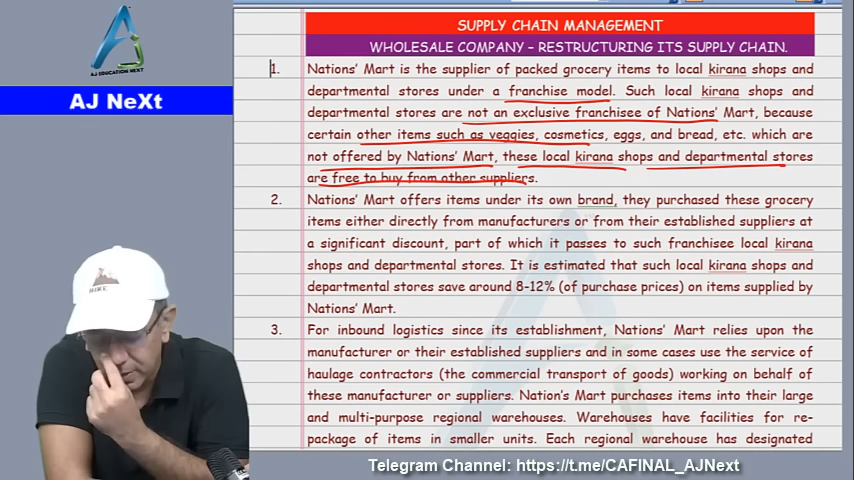 SUPPLY CHAIN MANAGEMENT
WHOLESALE COMPANY – RESTRUCTURING ITS SUPPLY CHAIN.
1. Nations' Mart is the supplier of packed grocery items to local kirana shops and
departmental stores under a franchise model. Such local kirana shops and
departmental stores are not an exclusive franchisee of Nations' Mart, because
certain other items such as veggies, cosmetics, eggs, and bread, etc. which are
not offered by Nations' Mart, these local kirana shops and departmental stores
are free to buy from other suppliers.
2. Nations' Mart offers items under its own brand, they purchased these grocery
items either directly from manufacturers or from their established suppliers at
a significant discount, part of which it passes to such franchisee local kirana
shops and departmental stores. It is estimated that such local kirana shops and
departmental stores save around 8-12% (of purchase prices) on items supplied by
Nations' Mart.
3. For inbound logistics since its establishment, Nations' Mart relies upon the
manufacturer or their established suppliers and in some cases use the service of
haulage contractors (the commercial transport of goods) working on behalf of
these manufacturer or suppliers. Nation's Mart purchases items into their large
and multi-purpose regional warehouses. Warehouses have facilities for re-
package of items in smaller units. Each regional warehouse has designated
AJ EDUCATION NEXT
AJ NeXt
Telegram Channel: https://t.me/CAFINAL_AJNext